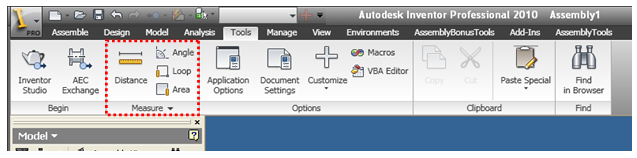 Autodesk Inventor Professional 2010 Assembly1
PRO
Assemble Design Model Analysis Tools Manage View Environments AssemblyBonusTools Add-Ins AssemblyTools
Inventor Studio
AEC Exchange
Distance
Angle
Loop
Area
Application Options
Document Settings
Customize
Macros
VBA Editor
Copy
Cut
Paste Special
Find in Browser
Begin Measure Options Clipboard Find
Model